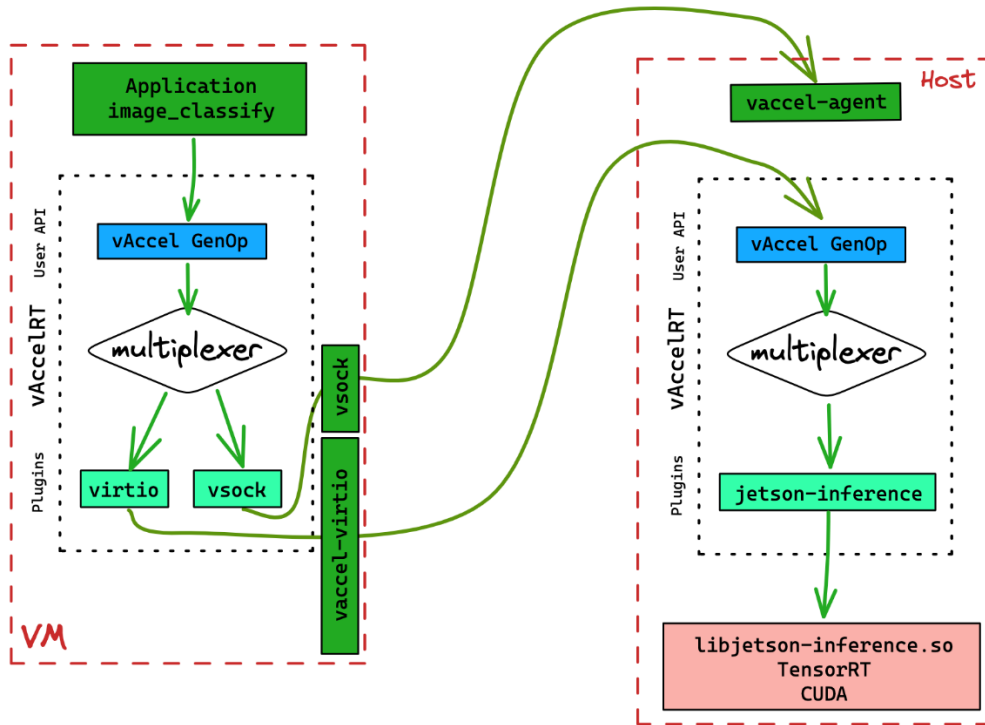 Application
image_classify
User API
vAccel GenOp
vAccelRT
multiplexer
Plugins
virtio
vsock
vsock
vaccel-virtio
VM
Host
vaccel-agent
User API
vAccel GenOp
vAccelRT
multiplexer
Plugins
jetson-inference
libjetson-inference.so
TensorRT
CUDA